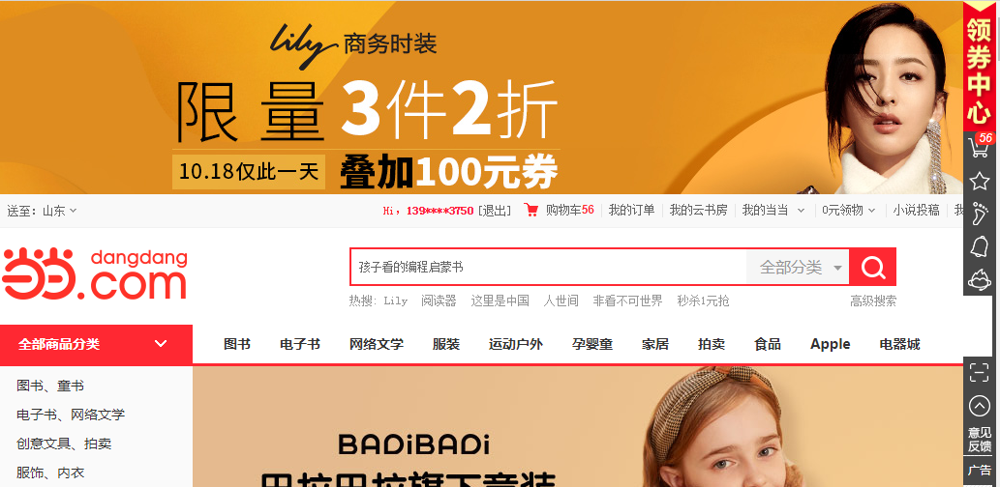 lily 商务时装
限量 3件2折
10.18仅此一天 叠加100元券
领券中心
56
送至：山东
Hi，139****3750 [退出] 购物车56 我的订单 我的云书房 我的当当 0元领物 小说投稿 我
dangdang
.com
孩子看的编程启蒙书 全部分类
热搜： Lily 阅读器 这里是中国 人世间 非看不可世界 秒杀1元抢 高级搜索
全部商品分类 图书 电子书 网络文学 服装 运动户外 孕婴童 家居 拍卖 食品 Apple 电器城
图书、童书
电子书、网络文学
创意文具、拍卖
服饰、内衣
BADiBADi
巴拉巴拉旗下童装
意见
反馈
广告